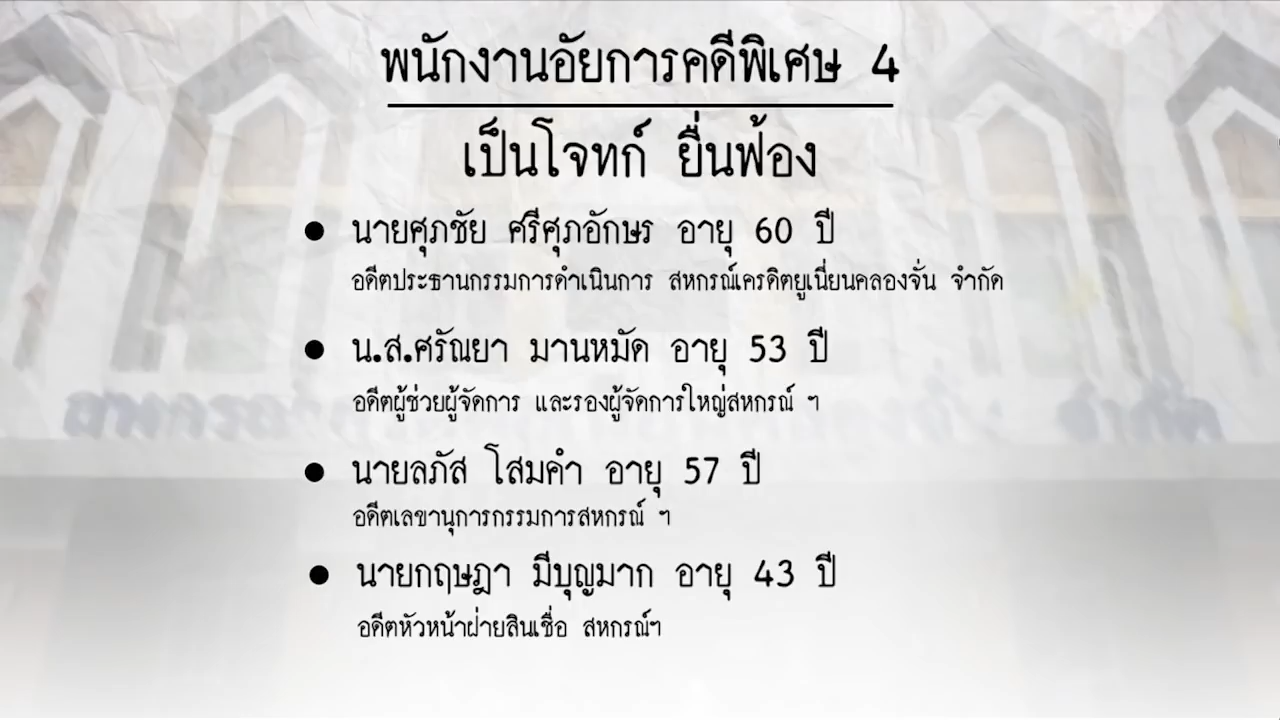 พนักงานอัยการคดีพิเศษ 4
เป็นโจทก์ ยื่นฟ้อง
● นายศุภชัย ศรีศุภอักษร อายุ 60 ปี
อดีตประธานกรรมการดำเนินการ สหกรณ์เครดิตยูเนี่ยนคลองจั่น จำกัด
● น.ส.ศรัณยา มานหมัด อายุ 53 ปี
อดีตผู้ช่วยผู้จัดการ และรองผู้จัดการใหญ่สหกรณ์ ฯ
● นายลภัส โสมคำ อายุ 57 ปี
อดีตเลขานุการกรรมการสหกรณ์ ฯ
● นายกฤษฎา มีบุญมาก อายุ 43 ปี
อดีตหัวหน้าฝ่ายสินเชื่อ สหกรณ์ฯ